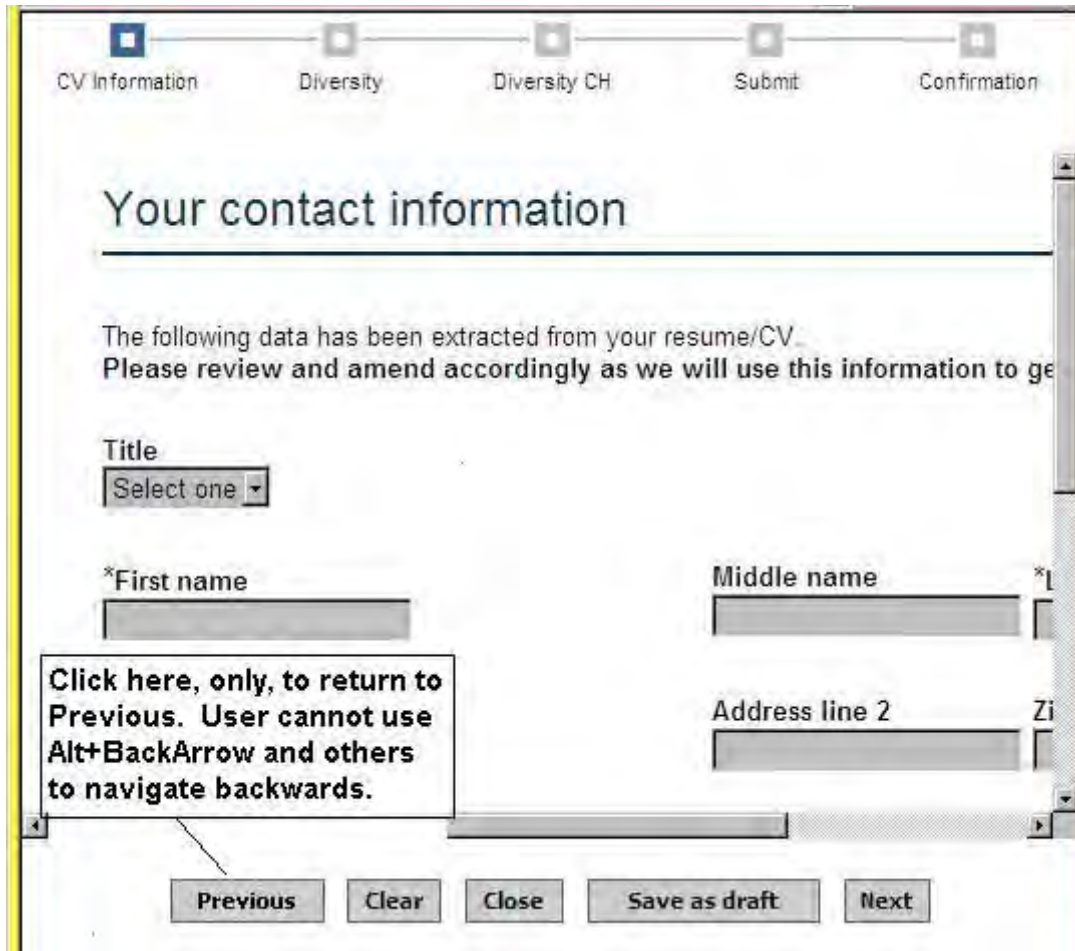 CV Information Diversity Diversity CH Submit Confirmation
Your contact information
The following data has been extracted from your resume/CV.
Please review and amend accordingly as we will use this information to ge
Title
Select one
*First name Middle name *L
Click here, only, to return to
Previous. User cannot use
Alt+BackArrow and others
to navigate backwards.
Address line 2 Zi
Previous Clear Close Save as draft Next